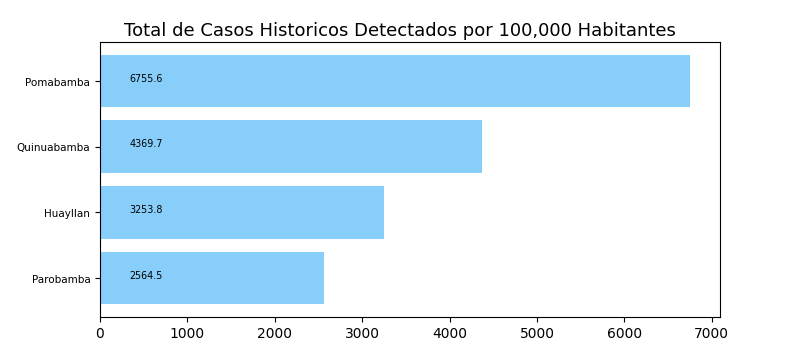 Total de Casos Historicos Detectados por 100,000 Habitantes
Pomabamba 6755.6
Quinuabamba 4369.7
Huayllan 3253.8
Parobamba 2564.5
0 1000 2000 3000 4000 5000 6000 7000